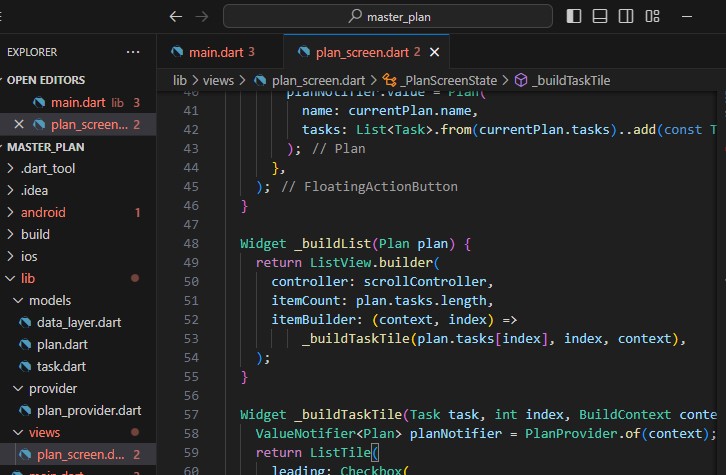 master_plan
EXPLORER
main.dart 3
plan_screen.dart 2
OPEN EDITORS
lib > views > plan_screen.dart > _PlanScreenState > _buildTaskTile
main.dart lib 3
plan_screen... 2
MASTER_PLAN
.dart_tool
.idea
android 1
build
ios
lib
models
data_layer.dart
plan.dart
task.dart
provider
plan_provider.dart
views
plan_screen.d... 2
main.dart
40 planNotifier.value = Plan(
41 name: currentPlan.name,
42 tasks: List<Task>.from(currentPlan.tasks)..add(const T
43 ); // Plan
44 },
45 ); // FloatingActionButton
46 }
47
48 Widget _buildList(Plan plan) {
49 return ListView.builder(
50 controller: scrollController,
51 itemCount: plan.tasks.length,
52 itemBuilder: (context, index) =>
53 _buildTaskTile(plan.tasks[index], index, context),
54 );
55 }
56
57 Widget _buildTaskTile(Task task, int index, BuildContext conte
58 ValueNotifier<Plan> planNotifier = PlanProvider.of(context);
59 return ListTile(
60 leading: Checkbox(